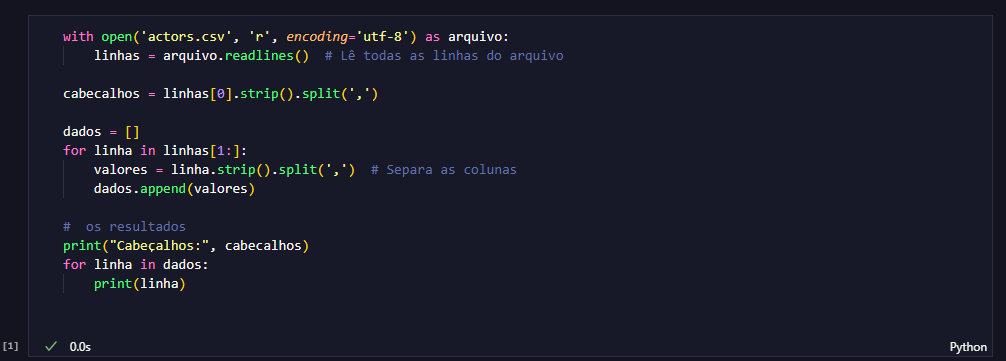 with open('actors.csv', 'r', encoding='utf-8') as arquivo:
    linhas = arquivo.readlines()  # Lê todas as linhas do arquivo

cabecalhos = linhas[0].strip().split(',')

dados = []
for linha in linhas[1:]:
    valores = linha.strip().split(',')  # Separa as colunas
    dados.append(valores)

#  os resultados
print("Cabeçalhos:", cabecalhos)
for linha in dados:
    print(linha)
[1] ✓ 0.0s Python